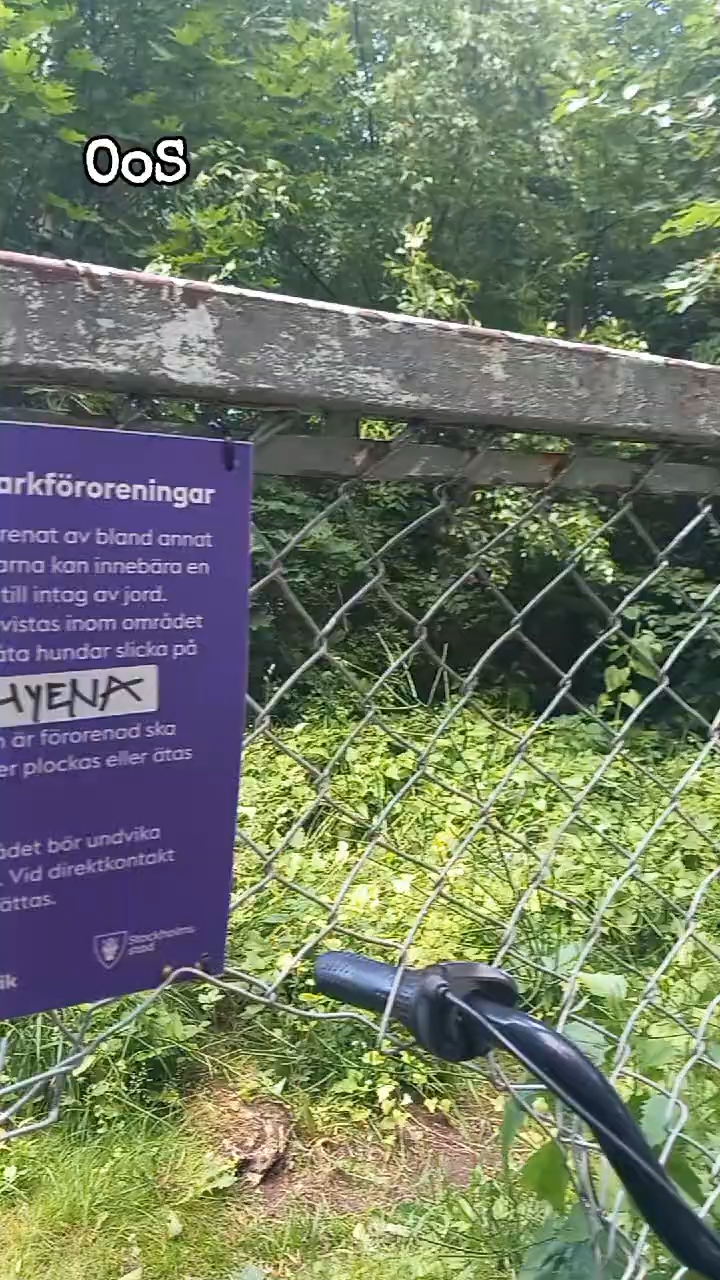 OoS
arkföroreningar
renat av bland annat
arna kan innebära en
till intag av jord.
vistas inom området
åta hundar slicka på
HYENA
n är förorenad ska
er plockas eller ätas
ådet bör undvika
. Vid direktkontakt
ättas.
Stockholms
stad
ik